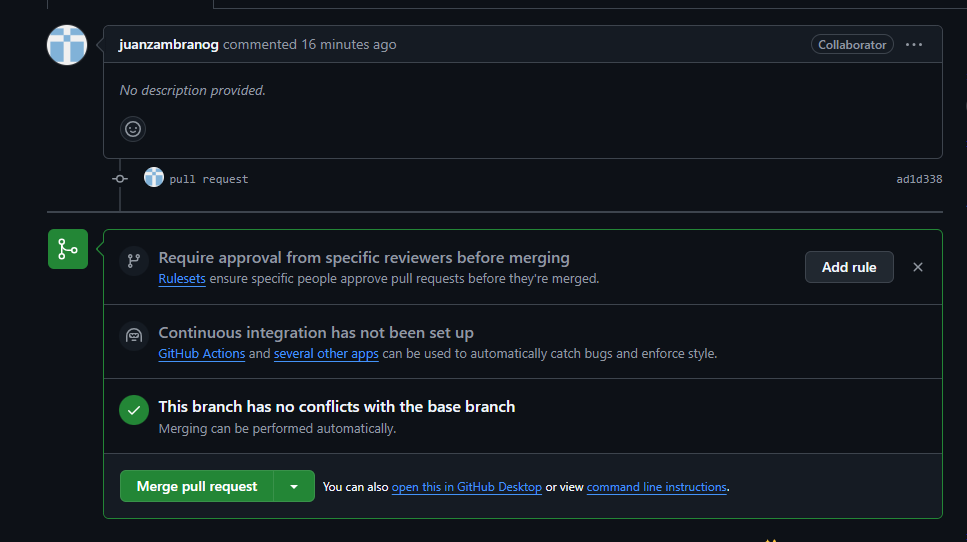 juanzambranog commented 16 minutes ago Collaborator
No description provided.
pull request ad1d338
Require approval from specific reviewers before merging
Rulesets ensure specific people approve pull requests before they're merged.
Add rule
Continuous integration has not been set up
GitHub Actions and several other apps can be used to automatically catch bugs and enforce style.
This branch has no conflicts with the base branch
Merging can be performed automatically.
Merge pull request You can also open this in GitHub Desktop or view command line instructions.